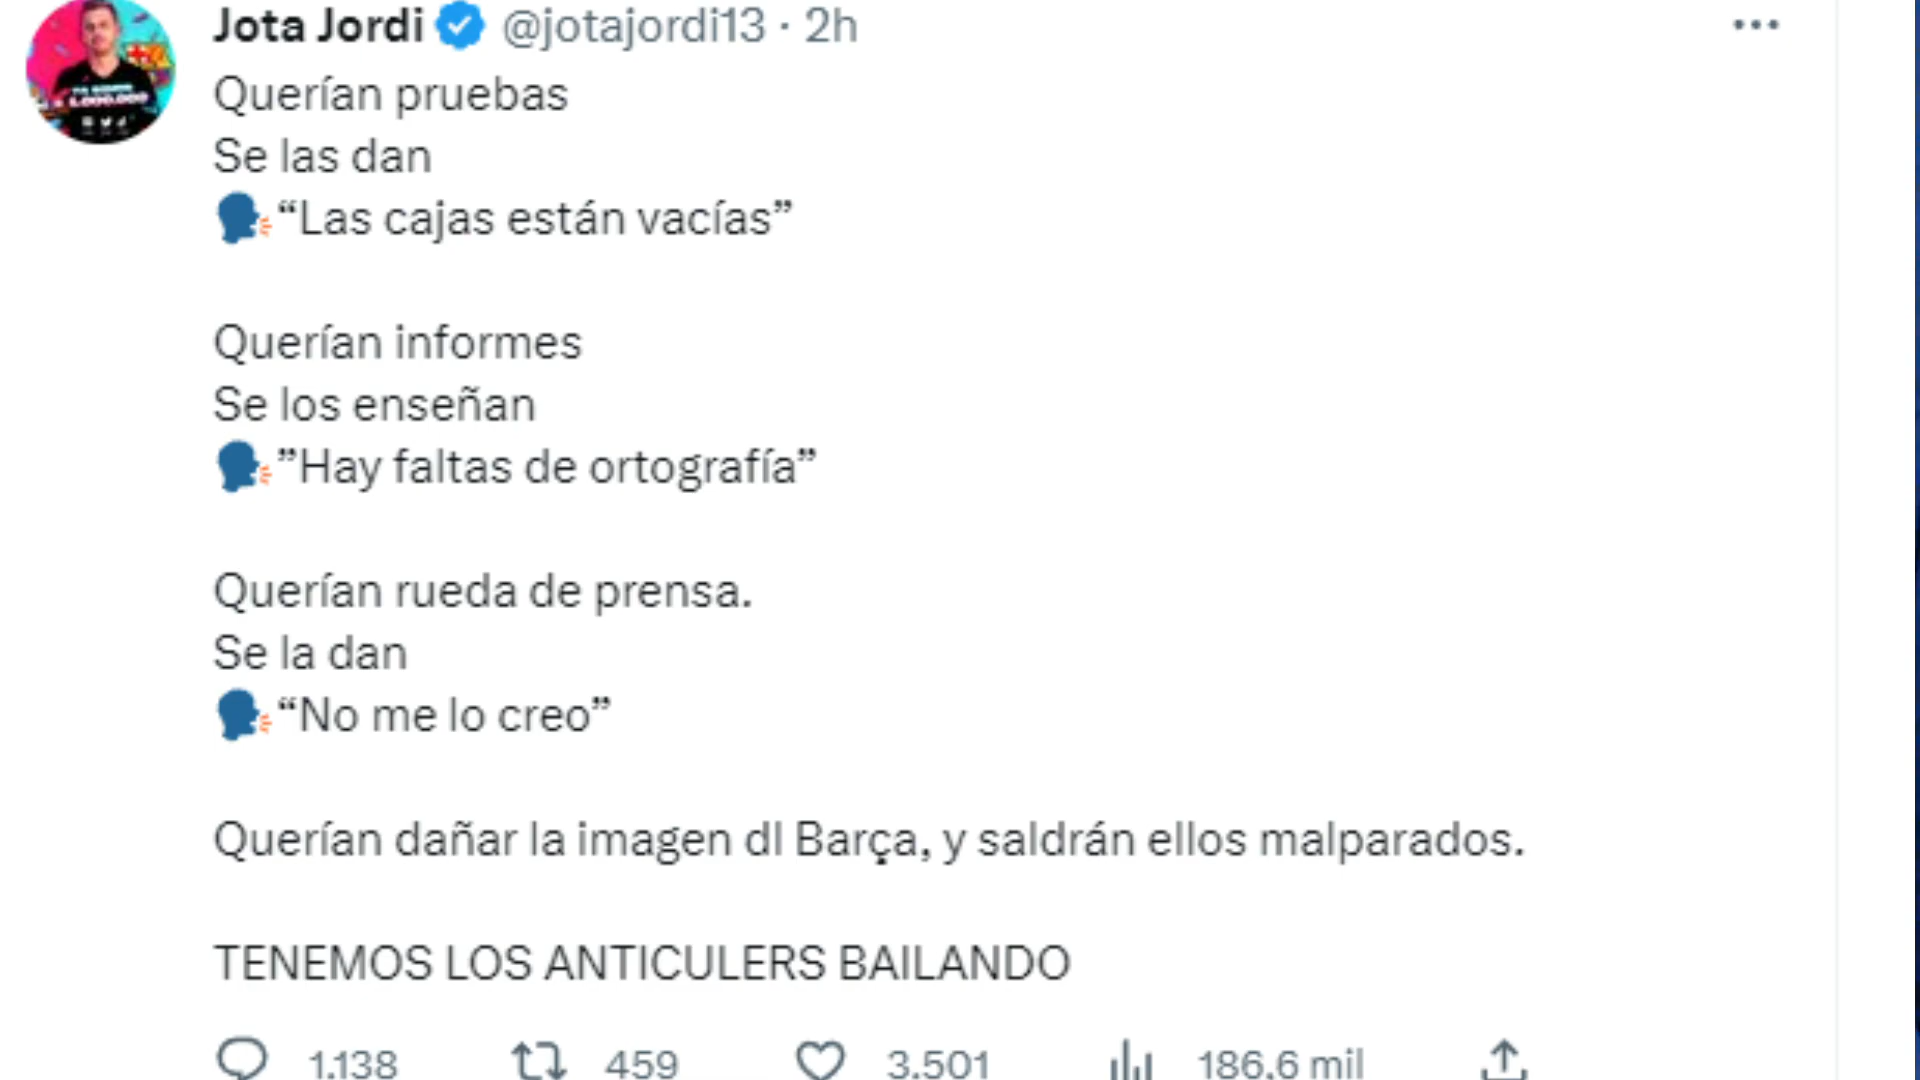 Jota Jordi @jotajordi13 · 2h
Querían pruebas
Se las dan
🗣“Las cajas están vacías”
Querían informes
Se los enseñan
🗣”Hay faltas de ortografía”
Querían rueda de prensa.
Se la dan
🗣“No me lo creo”
Querían dañar la imagen dl Barça, y saldrán ellos malparados.
TENEMOS LOS ANTICULERS BAILANDO
1.138 459 3.501 186,6 mil